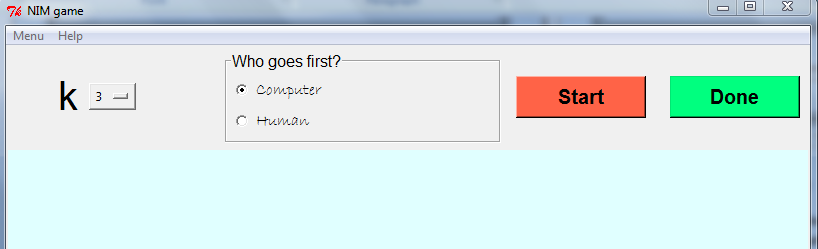 NIM game
Menu Help
Who goes first?
k 3
Computer
Human
Start
Done